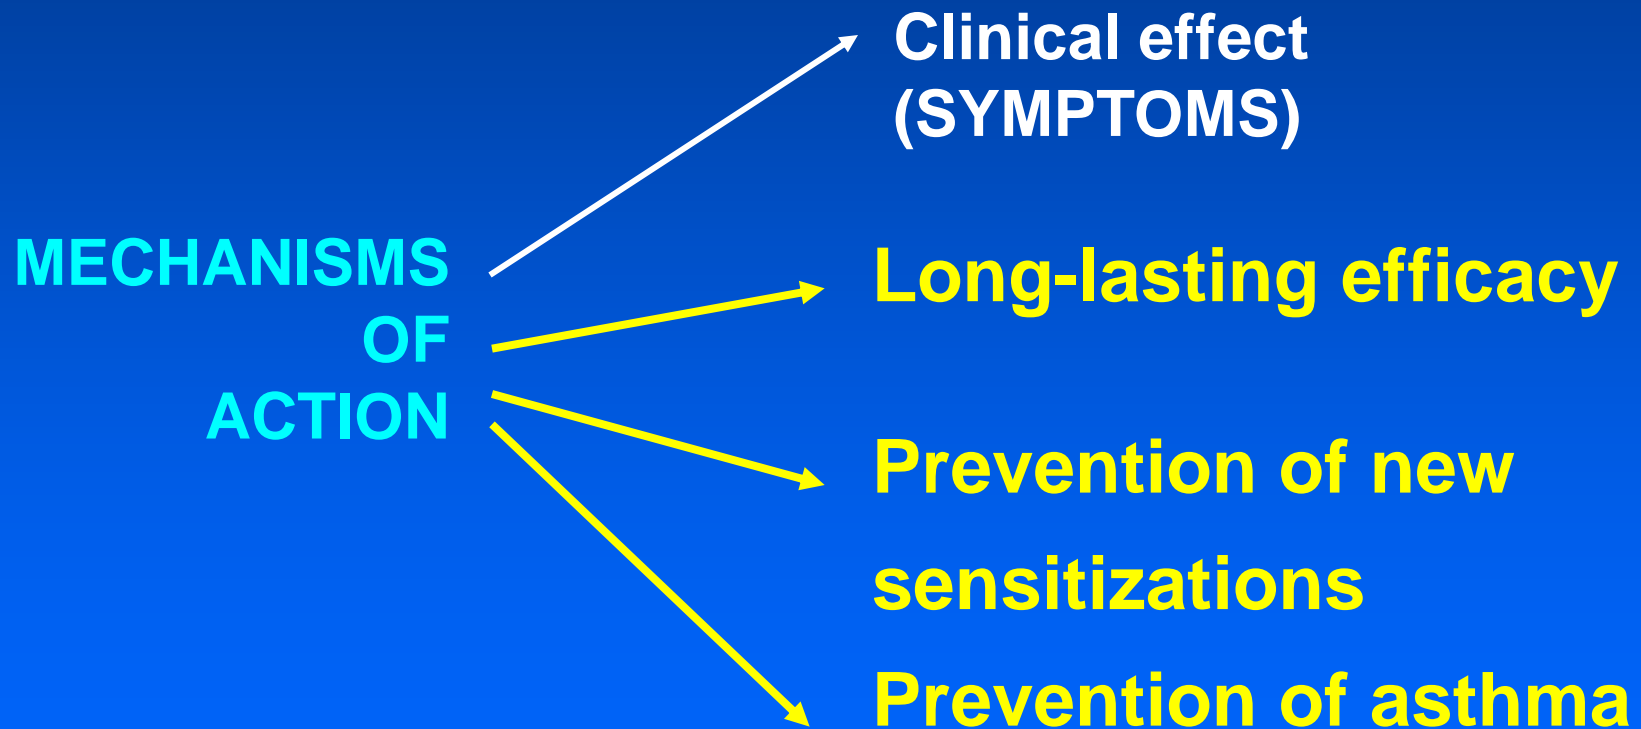 MECHANISMS
OF
ACTION
Clinical effect
(SYMPTOMS)
Long-lasting efficacy
Prevention of new
sensitizations
Prevention of asthma